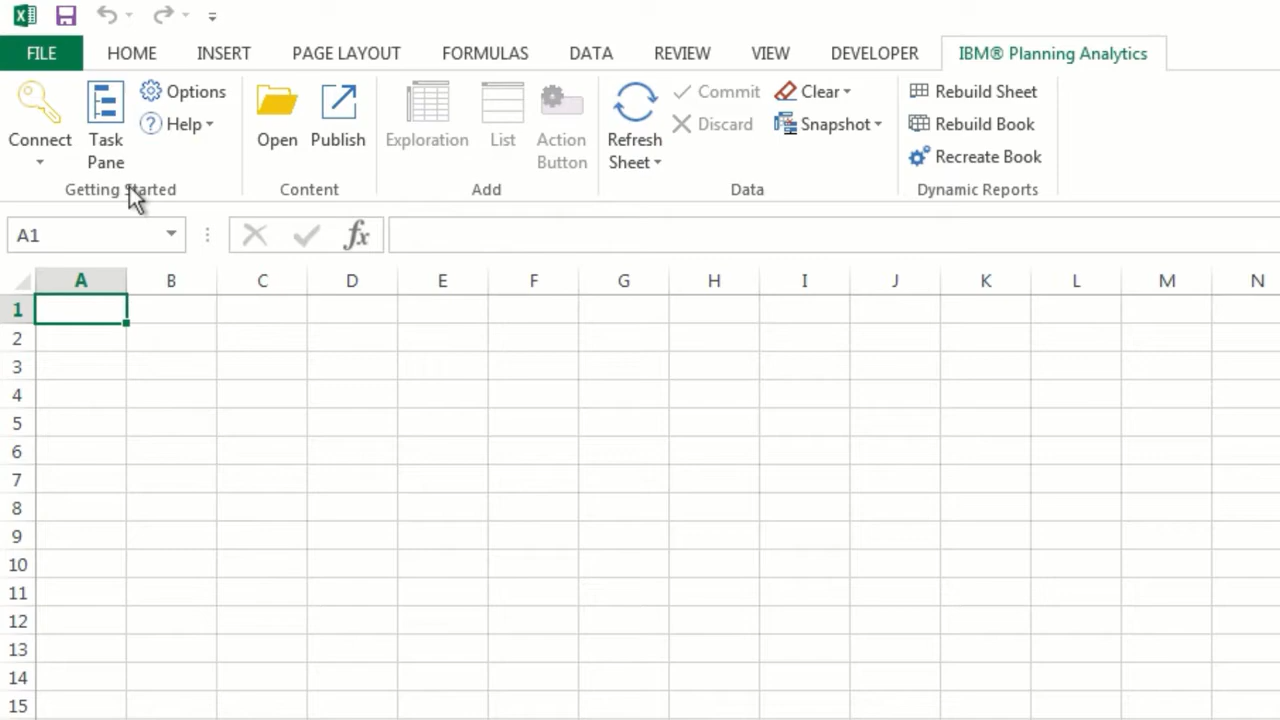 FILE HOME INSERT PAGE LAYOUT FORMULAS DATA REVIEW VIEW DEVELOPER IBM® Planning Analytics
Connect
Task
Pane
Options
Help
Getting Started
Open
Publish
Content
Exploration
List
Action
Button
Add
Refresh
Sheet
Commit
Discard
Clear
Snapshot
Data
Rebuild Sheet
Rebuild Book
Recreate Book
Dynamic Reports
A1
fx
A B C D E F G H I J K L M N
1
2
3
4
5
6
7
8
9
10
11
12
13
14
15